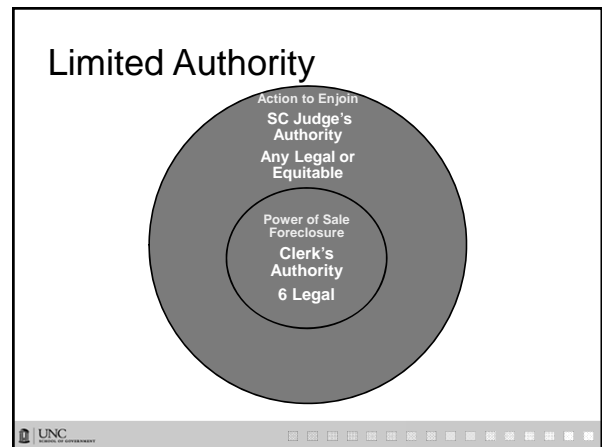 Limited Authority
Action to Enjoin
SC Judge's
Authority
Any Legal or
Equitable
Power of Sale
Foreclosure
Clerk's
Authority
6 Legal
UNC
SCHOOL OF GOVERNMENT